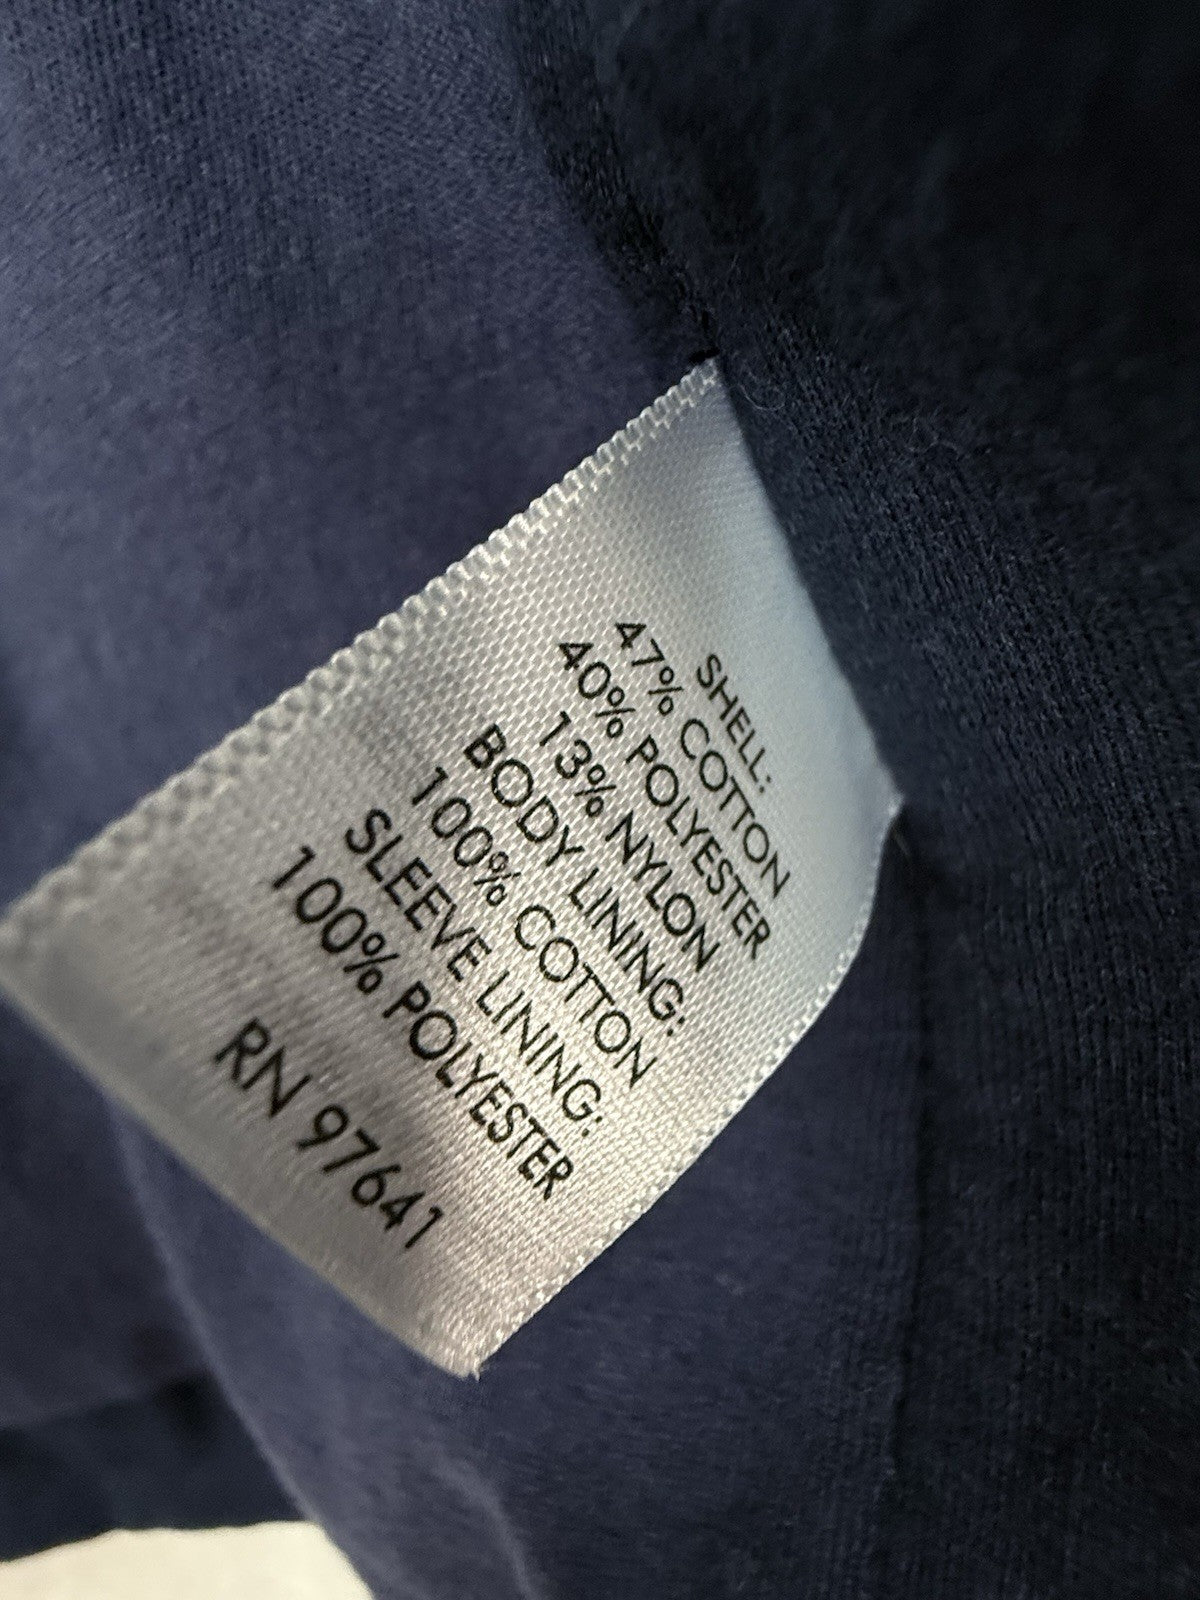 SHELL:
47% COTTON
40% POLYESTER
13% NYLON
BODY LINING:
100% COTTON
SLEEVE LINING:
100% POLYESTER
RN 97641